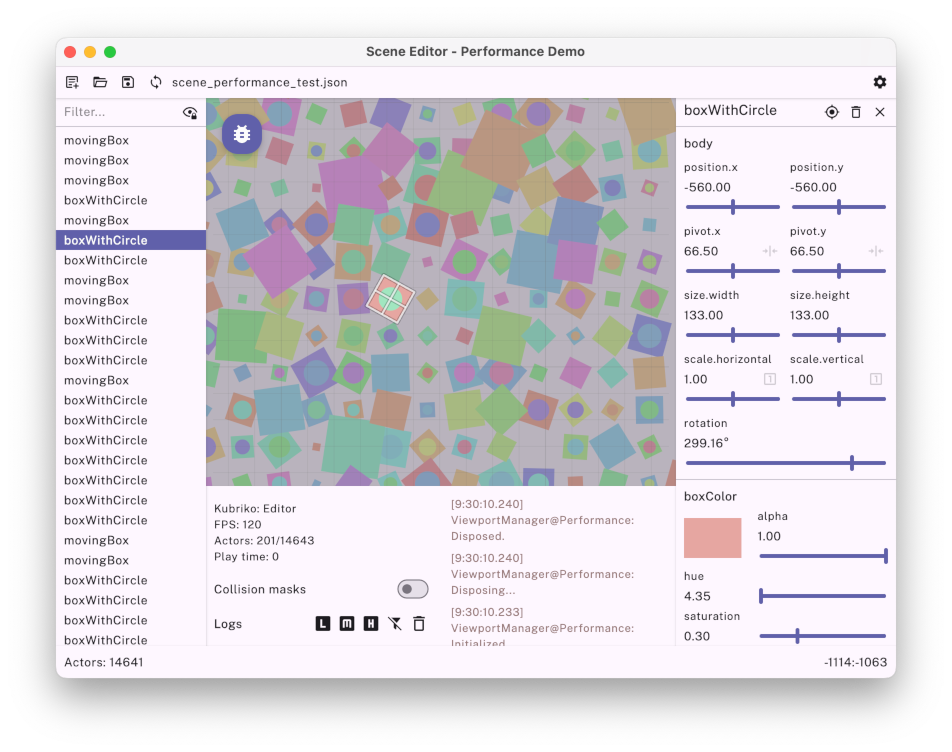 Scene Editor - Performance Demo
scene_performance_test.json
Filter...
movingBox
movingBox
movingBox
boxWithCircle
movingBox
boxWithCircle
boxWithCircle
movingBox
movingBox
boxWithCircle
boxWithCircle
boxWithCircle
movingBox
boxWithCircle
boxWithCircle
boxWithCircle
boxWithCircle
boxWithCircle
boxWithCircle
boxWithCircle
movingBox
movingBox
boxWithCircle
boxWithCircle
boxWithCircle
boxWithCircle
Kubriko: Editor
FPS: 120
Actors: 201/14643
Play time: 0
Collision masks
Logs
L
M
H
[9:30:10.240]
ViewportManager@Performance:
Disposed.
[9:30:10.240]
ViewportManager@Performance:
Disposing...
[9:30:10.233]
ViewportManager@Performance:
Initialized
boxWithCircle
body
position.x position.y
-560.00 -560.00
pivot.x pivot.y
66.50 66.50
size.width size.height
133.00 133.00
scale.horizontal scale.vertical
1.00 1 1.00 1
rotation
299.16°
boxColor
alpha
1.00
hue
4.35
saturation
0.30
Actors: 14641
-1114:-1063